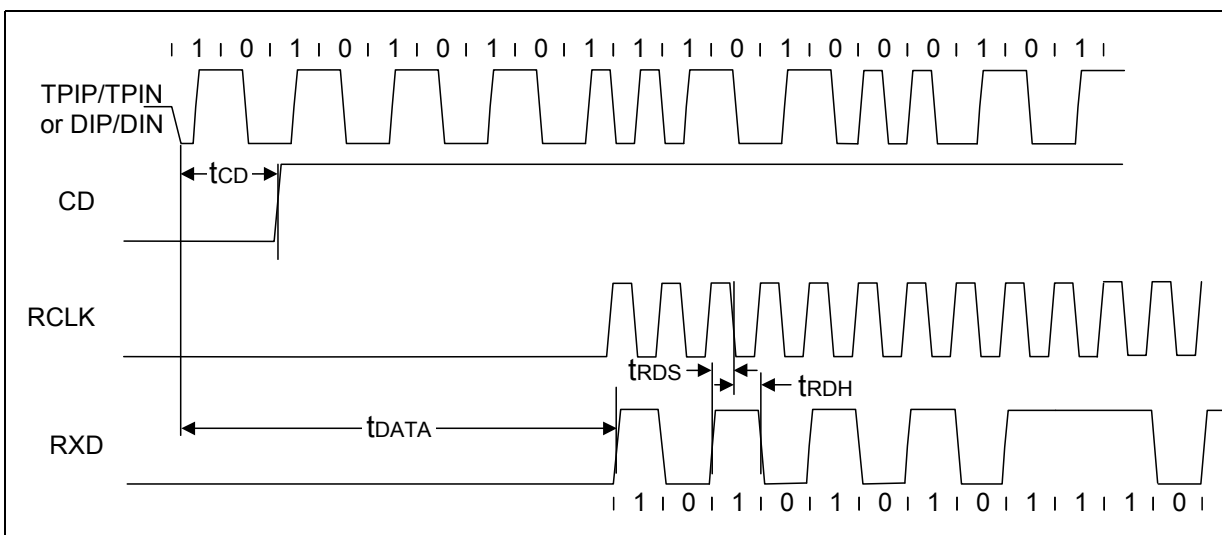 1 0 1 0 1 0 1 0 1 1 1 0 1 0 0 0 1 0 1
TPIP/TPIN
or DIP/DIN
tCD
CD
RCLK
tRDS
tRDH
tDATA
RXD
1 0 1 0 1 0 1 0 1 1 1 0